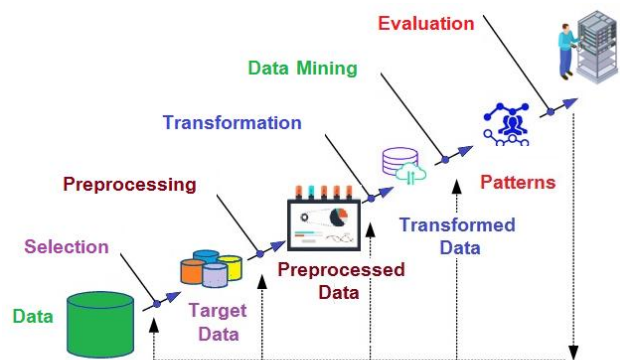 Evaluation
Data Mining
Transformation
Preprocessing
Patterns
Selection
Transformed
Data
Preprocessed
Data
Target
Data
Data